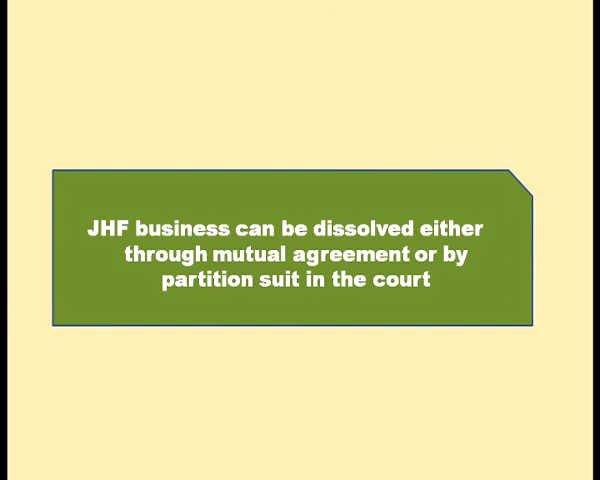 JHF business can be dissolved either
through mutual agreement or by
partition suit in the court